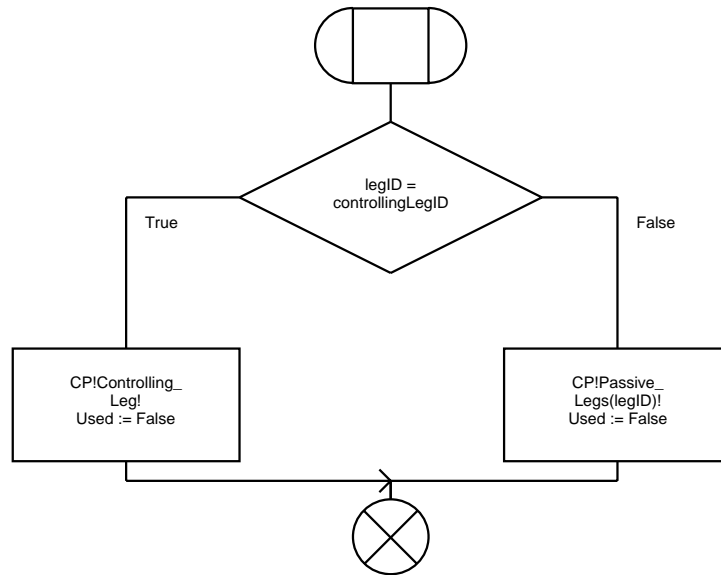 legID =
controllingLegID
True
False
CP!Controlling_
Leg!
Used := False
CP!Passive_
Legs(legID)!
Used := False